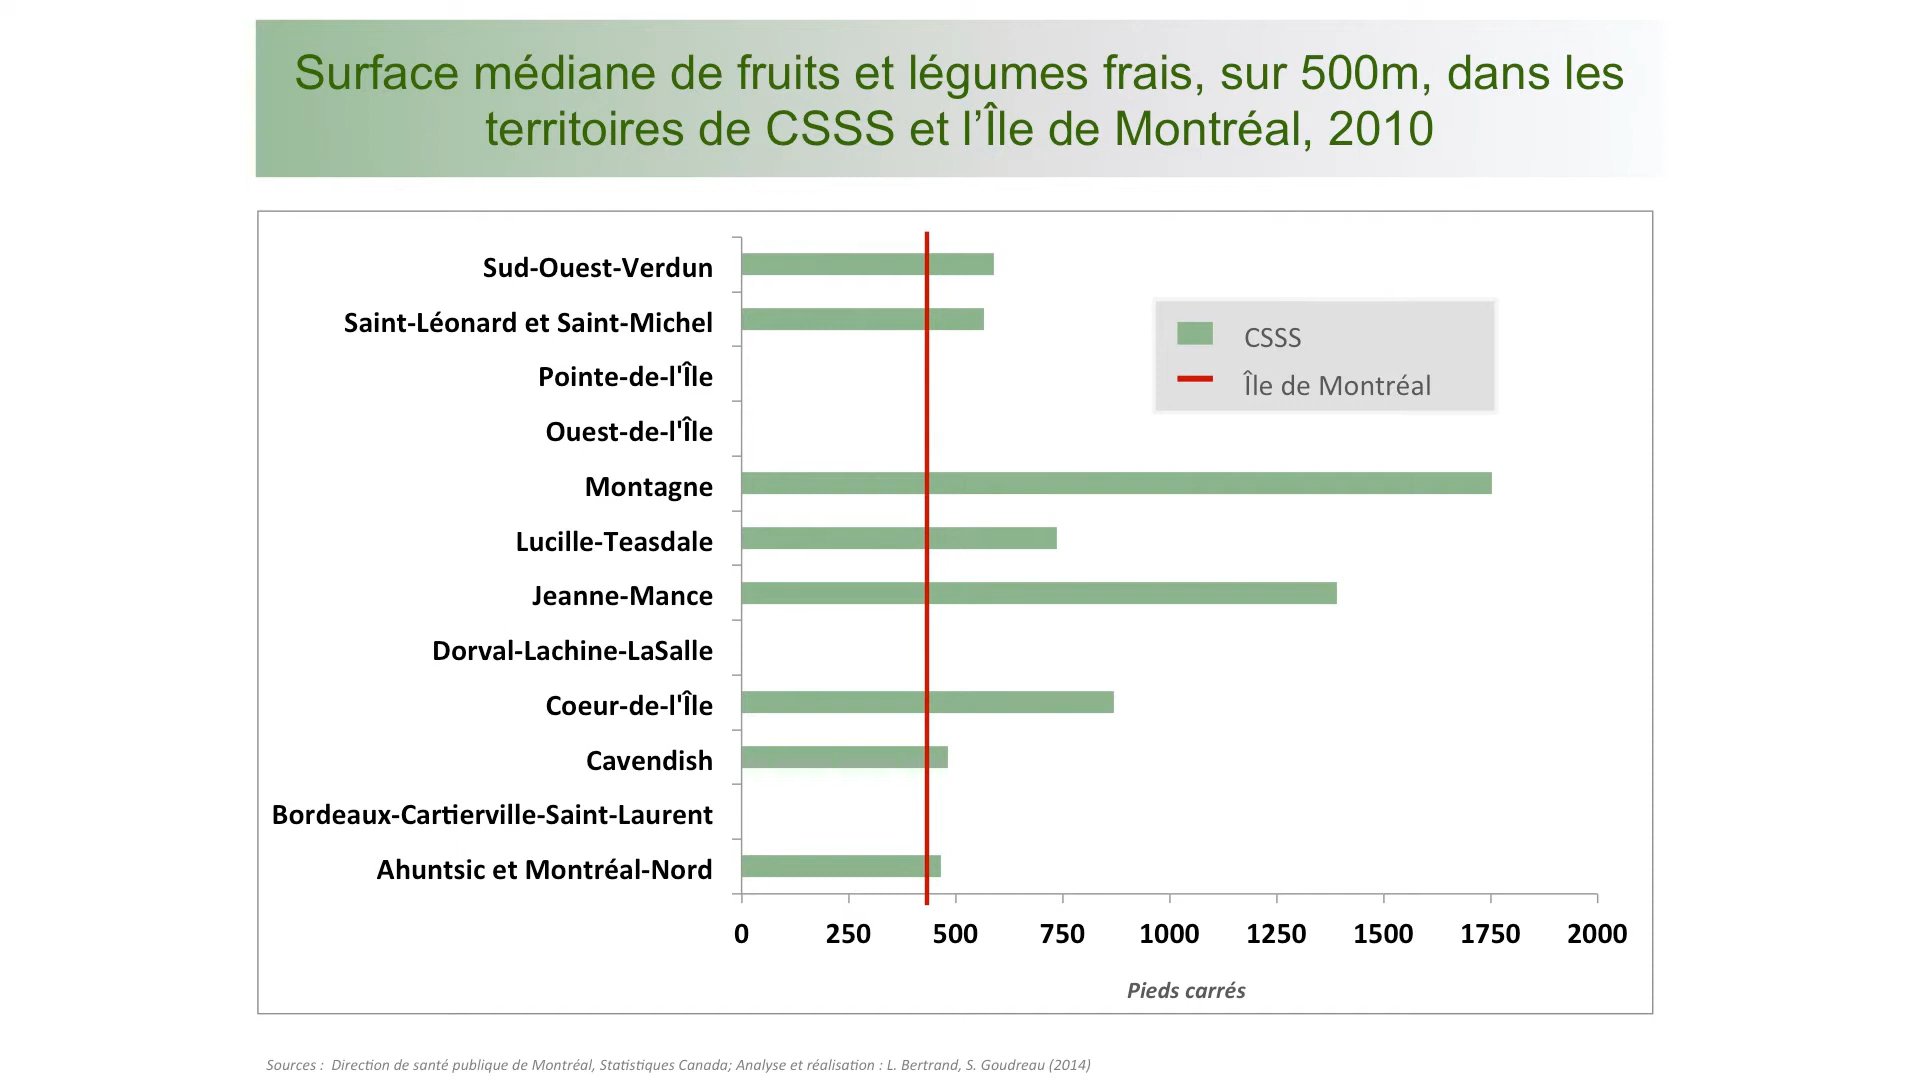 Surface médiane de fruits et légumes frais, sur 500m, dans les
territoires de CSSS et l’Île de Montréal, 2010
Sud-Ouest-Verdun
Saint-Léonard et Saint-Michel
Pointe-de-l'Île
Ouest-de-l'Île
Montagne
Lucille-Teasdale
Jeanne-Mance
Dorval-Lachine-LaSalle
Coeur-de-l'Île
Cavendish
Bordeaux-Cartierville-Saint-Laurent
Ahuntsic et Montréal-Nord
CSSS
Île de Montréal
0 250 500 750 1000 1250 1500 1750 2000
Pieds carrés
Sources : Direction de santé publique de Montréal, Statistiques Canada; Analyse et réalisation : L. Bertrand, S. Goudreau (2014)